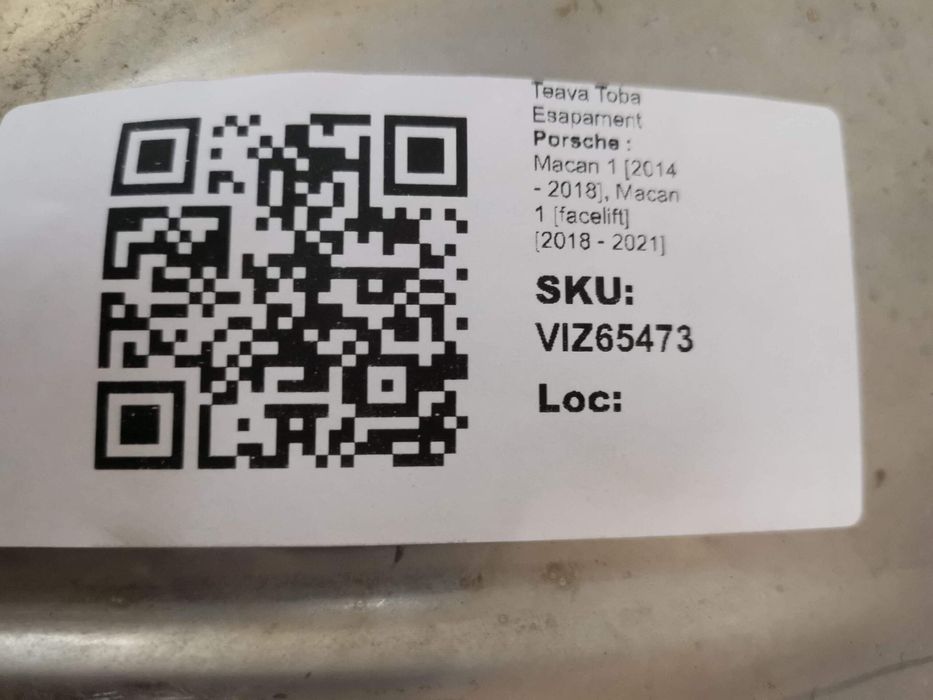 Teava Toba
Esapament
Porsche :
Macan 1 [2014
- 2018], Macan
1 [facelift]
[2018 - 2021]
SKU:
VIZ65473
Loc: